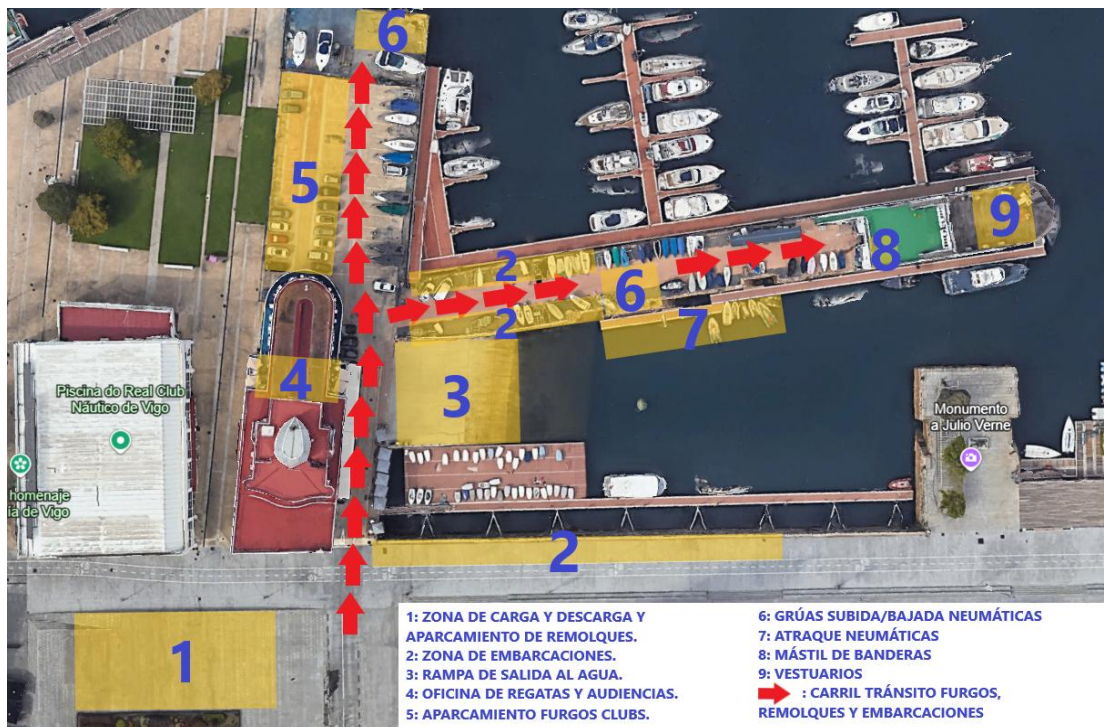 6
5
2
9
8
6
2
7
4
3
Piscina do Real Club
Náutico de Vigo
Monumento
a Julio Verne
homenaje
ia de Vigo
2
1
1: ZONA DE CARGA Y DESCARGA Y
APARCAMIENTO DE REMOLQUES.
2: ZONA DE EMBARCACIONES.
3: RAMPA DE SALIDA AL AGUA.
4: OFICINA DE REGATAS Y AUDIENCIAS.
5: APARCAMIENTO FURGOS CLUBS.
6: GRÚAS SUBIDA/BAJADA NEUMÁTICAS
7: ATRAQUE NEUMÁTICAS
8: MÁSTIL DE BANDERAS
9: VESTUARIOS
: CARRIL TRÁNSITO FURGOS,
REMOLQUES Y EMBARCACIONES